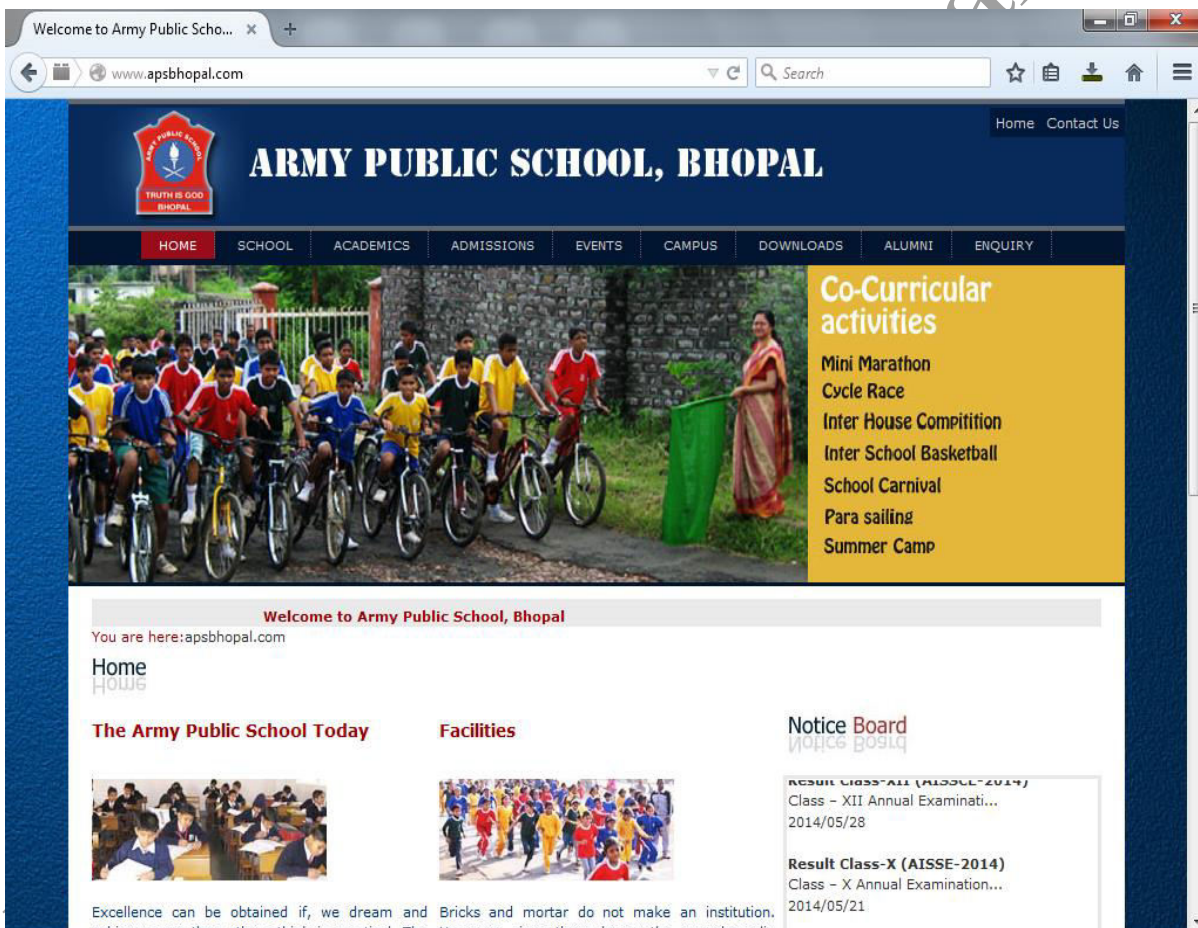 Welcome to Army Public Scho...
www.apsbhopal.com
Search
Home Contact Us
ARMY PUBLIC SCHOOL
TRUTH IS GOD
BHOPAL
ARMY PUBLIC SCHOOL, BHOPAL
HOME SCHOOL ACADEMICS ADMISSIONS EVENTS CAMPUS DOWNLOADS ALUMNI ENQUIRY
Co-Curricular
activities
Mini Marathon
Cycle Race
Inter House Compitition
Inter School Basketball
School Carnival
Para sailing
Summer Camp
Welcome to Army Public School, Bhopal
You are here:apsbhopal.com
Home
The Army Public School Today
Excellence can be obtained if, we dream and
Facilities
Bricks and mortar do not make an institution.
Notice Board
Result Class-XII (AISSCE-2014)
Class – XII Annual Examinati...
2014/05/28
Result Class-X (AISSE-2014)
Class – X Annual Examination...
2014/05/21